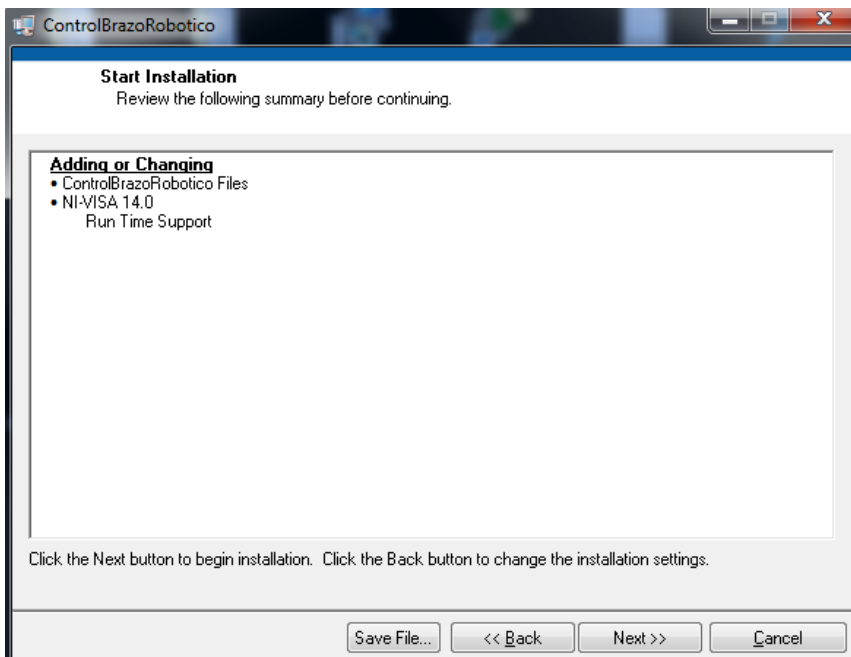 ControlBrazoRobotico
Start Installation
Review the following summary before continuing.
Adding or Changing
• ControlBrazoRobotico Files
• NI-VISA 14.0
Run Time Support
Click the Next button to begin installation. Click the Back button to change the installation settings.
Save File... << Back Next >> Cancel